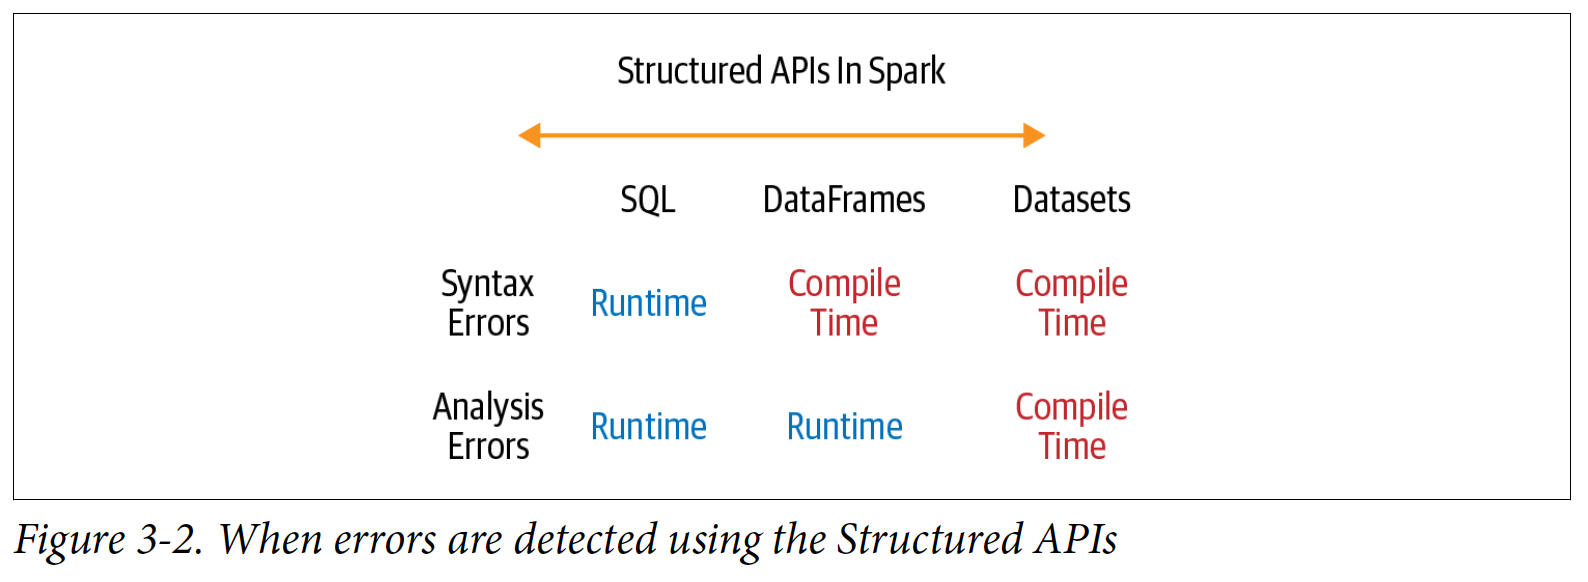 Structured APIs In Spark
SQL DataFrames Datasets
Syntax Errors Runtime Compile Time Compile Time
Analysis Errors Runtime Runtime Compile Time
Figure 3-2. When errors are detected using the Structured APIs